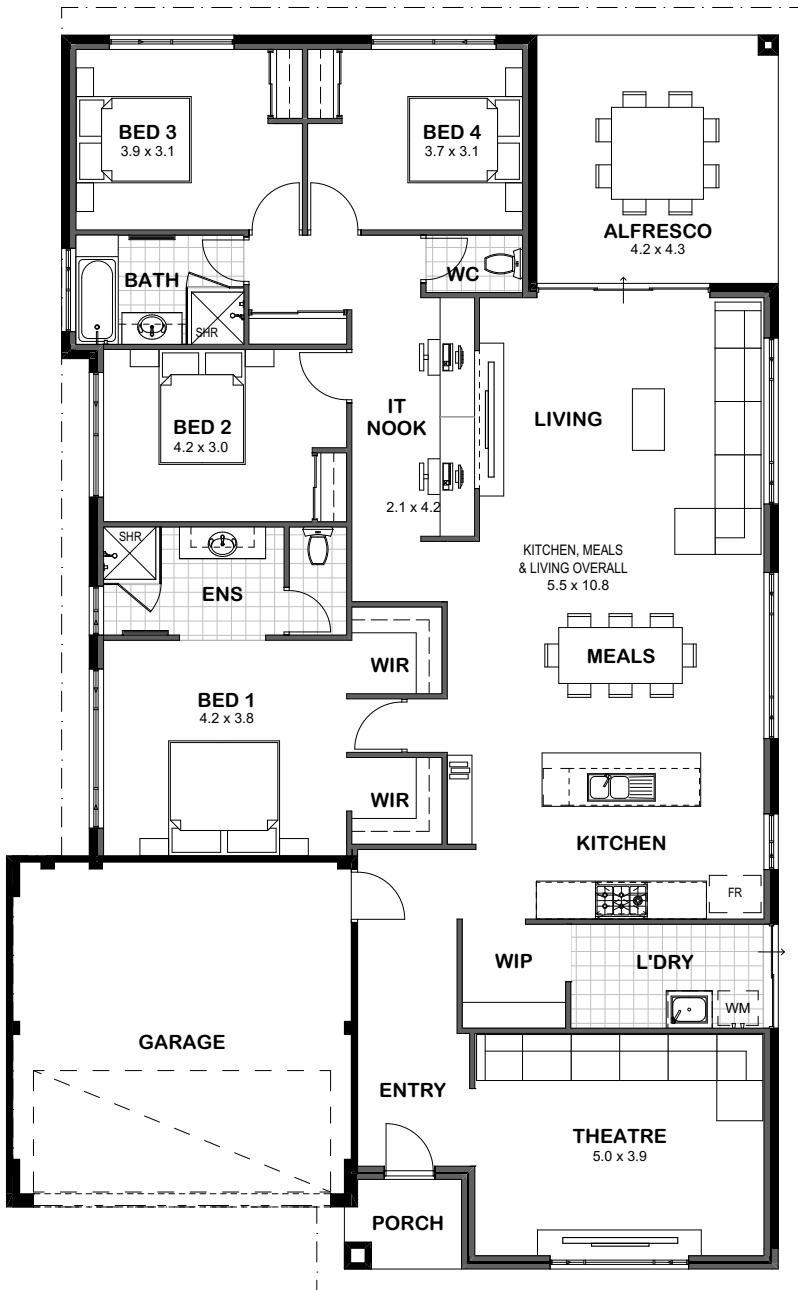 BED 3
3.9 x 3.1
BED 4
3.7 x 3.1
ALFRESCO
4.2 x 4.3
BATH
WC
SHR
BED 2
4.2 x 3.0
IT
NOOK
2.1 x 4.2
LIVING
SHR
ENS
KITCHEN, MEALS
& LIVING OVERALL
5.5 x 10.8
WIR
MEALS
BED 1
4.2 x 3.8
WIR
KITCHEN
FR
WIP
L'DRY
WM
GARAGE
ENTRY
THEATRE
5.0 x 3.9
PORCH